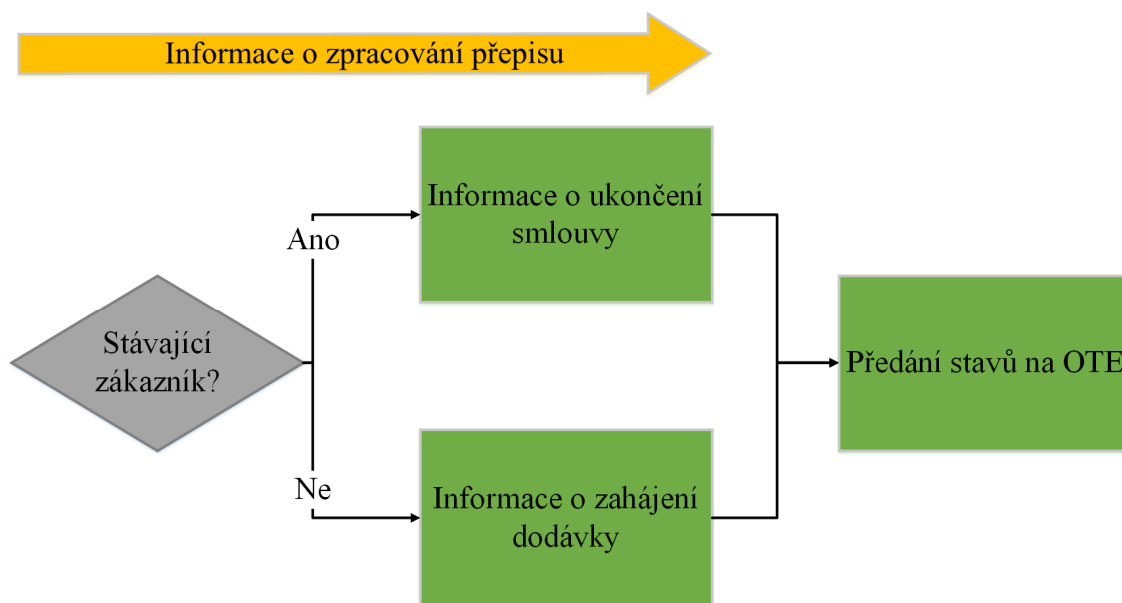 Informace o zpracování přepisu
Informace o ukončení
smlouvy
Ano
Stávající
zákazník?
Předání stavů na OTE
Ne
Informace o zahájení
dodávky